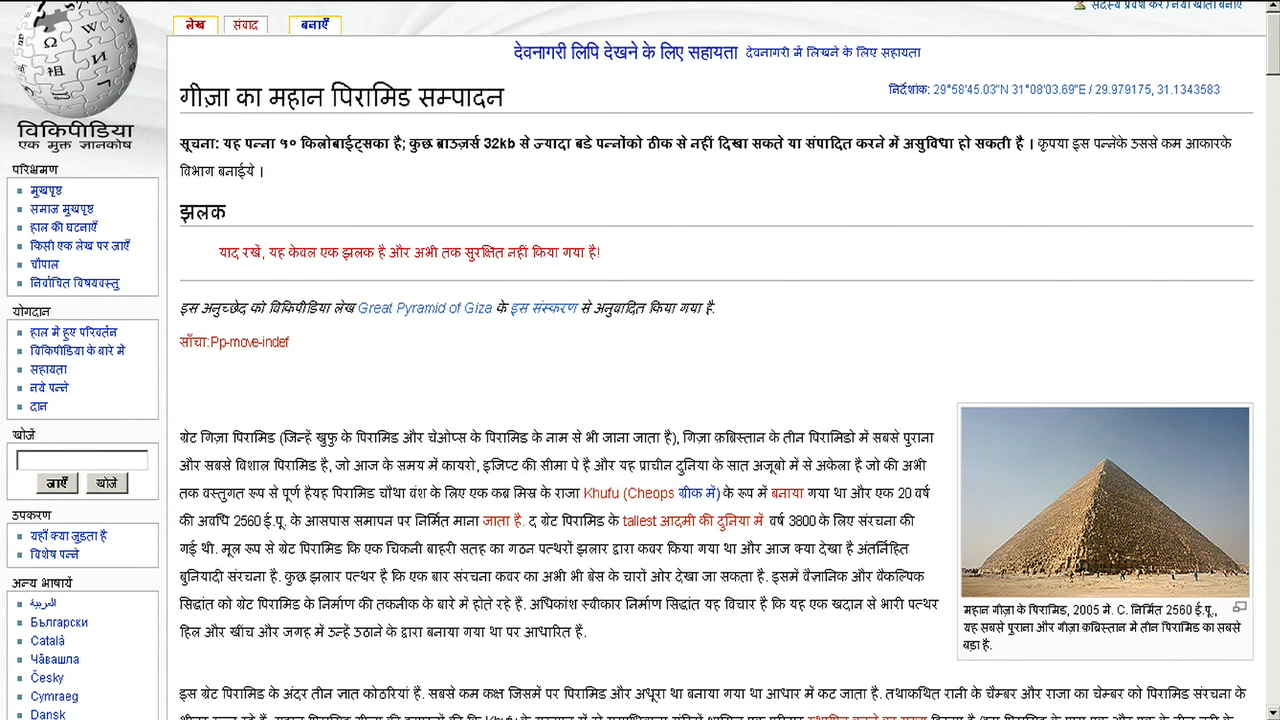 सदस्य प्रवेश करें / नया खाता बनाएँ
लेख
संवाद
बनाएँ
देवनागरी लिपि देखने के लिए सहायता देवनागरी में लिखने के लिए सहायता
गीज़ा का महान पिरामिड सम्पादन
निर्देशांक: 29°58'45.03"N 31°08'03.69"E / 29.979175, 31.1343583
विकिपीडिया
एक मुक्त ज्ञानकोष
सूचना: यह पन्ना ५० किलोबाईट्सका है; कुछ ब्राउज़र्स 32kb से ज्यादा बडे पन्नोंको ठीक से नहीं दिखा सकते या संपादित करने में असुविधा हो सकती है । कृपया इस पन्नेके उससे कम आकारके
विभाग बनाईये ।
परिभ्रमण
मुखपृष्ठ
समाज मुखपृष्ठ
हाल की घटनाएँ
किसी एक लेख पर जाएँ
चौपाल
निर्वाचित विषयवस्तु
झलक
याद रखें, यह केवल एक झलक है और अभी तक सुरक्षित नहीं किया गया है!
इस अनुच्छेद को विकिपीडिया लेख Great Pyramid of Giza के इस संस्करण से अनुवादित किया गया है.
साँचा:Pp-move-indef
योगदान
हाल में हुए परिवर्तन
विकिपीडिया के बारे में
सहायता
नये पन्ने
दान
खोजें
जाएँ
खोजें
उपकरण
यहाँ क्या जुड़ता है
विशेष पन्ने
अन्य भाषायें
العربية
Български
Català
Чӑвашла
Česky
Cymraeg
Dansk
ग्रेट गिज़ा पिरामिड (जिन्हें खुफु के पिरामिड और चेओप्स के पिरामिड के नाम से भी जाना जाता है), गिज़ा क़ब्रिस्तान के तीन पिरामिडो में सबसे पुराना
और सबसे विशाल पिरामिड है, जो आज के समय में कायरो, इजिप्ट की सीमा पे है और यह प्राचीन दुनिया के सात अजूबो में से अकेला है जो की अभी
तक वस्तुगत रूप से पूर्ण हैयह पिरामिड चौथा वंश के लिए एक कब्र मिस्र के राजा Khufu (Cheops ग्रीक में) के रूप में बनाया गया था और एक 20 वर्ष
की अवधि 2560 ई.पू. के आसपास समापन पर निर्मित माना जाता है. द ग्रेट पिरामिड के tallest आदमी की दुनिया में वर्ष 3800 के लिए संरचना की
गई थी. मूल रूप से ग्रेट पिरामिड कि एक चिकनी बाहरी सतह का गठन पत्थरों झलार द्वारा कवर किया गया था और आज क्या देखा है अंतर्निहित
बुनियादी संरचना है. कुछ झलार पत्थर है कि एक बार संरचना कवर का अभी भी बेस के चारों ओर देखा जा सकता है. इसमें वैज्ञानिक और वैकल्पिक
सिद्धांत को ग्रेट पिरामिड के निर्माण की तकनीक के बारे में होते रहे हैं. अधिकांश स्वीकार निर्माण सिद्धांत यह विचार है कि यह एक खदान से भारी पत्थर
हिल और खींच और जगह में उन्हें उठाने के द्वारा बनाया गया था पर आधारित हैं.
महान गीज़ा के पिरामिड, 2005 में. C. निर्मित 2560 ई.पू.,
यह सबसे पुराना और गीज़ा क़ब्रिस्तान में तीन पिरामिड का सबसे
बड़ा है.
इस ग्रेट पिरामिड के अंदर तीन ज्ञात कोठरियां हैं. सबसे कम कक्ष जिसमें पर पिरामिड और अधूरा था बनाया गया था आधार में कट जाता है. तथाकथित रानी के चैम्बर और राजा का चेम्बर को पिरामिड संरचना के